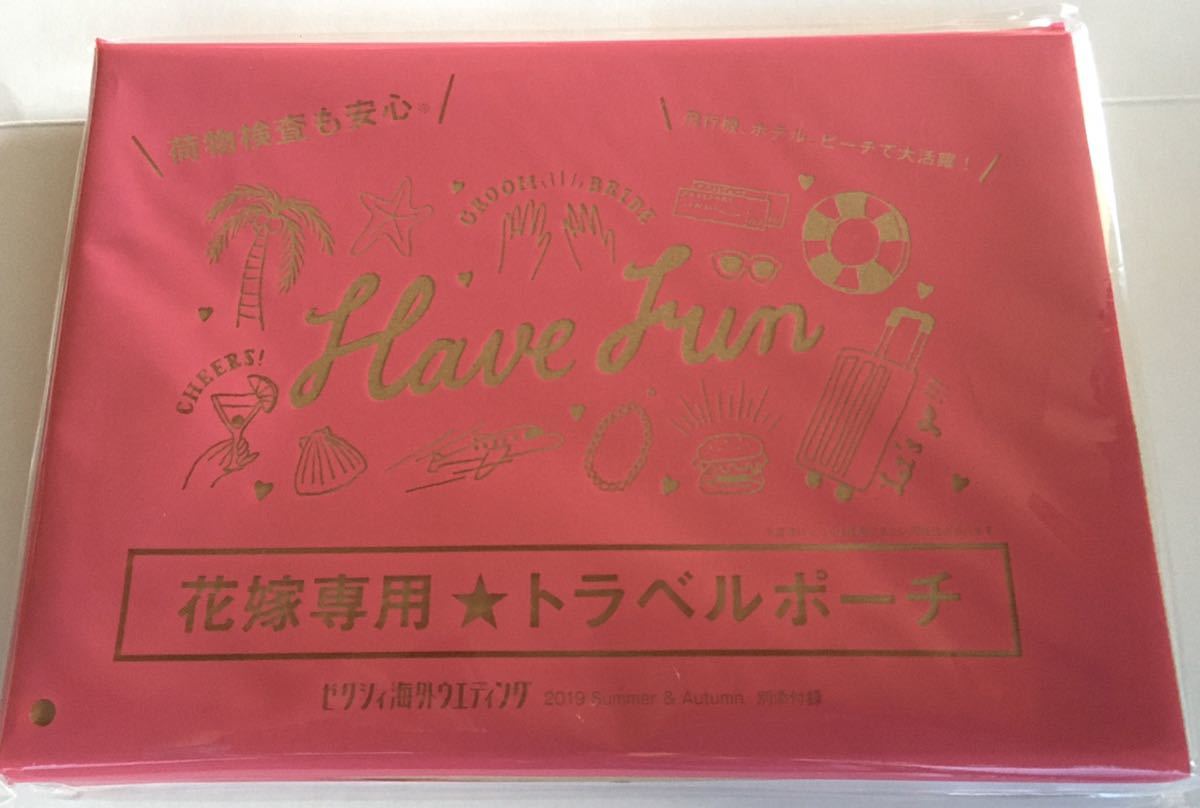 荷物検査も安心※
飛行機、ホテル、ビーチで大活躍！
GROOM BRIDE
Have Fun
CHEERS!
Let's
花嫁専用★トラベルポーチ
ゼクシィ海外ウエディング 2019 Summer & Autumn 別添付録